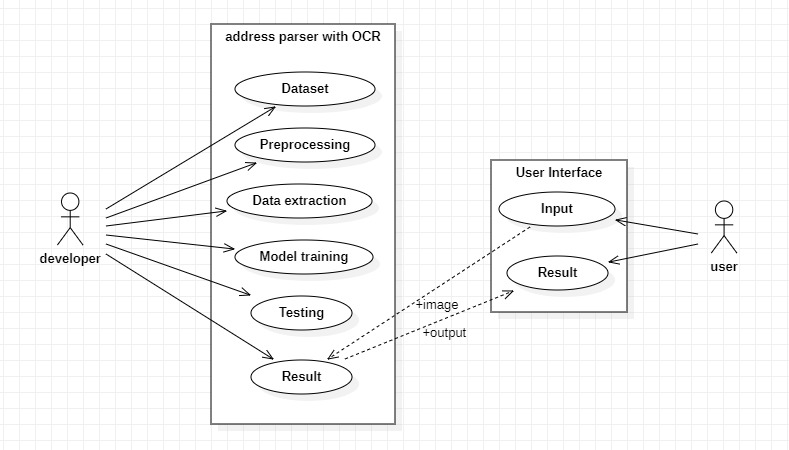 address parser with OCR
Dataset
Preprocessing
Data extraction
Model training
Testing
Result
developer
User Interface
Input
Result
user
+image
+output